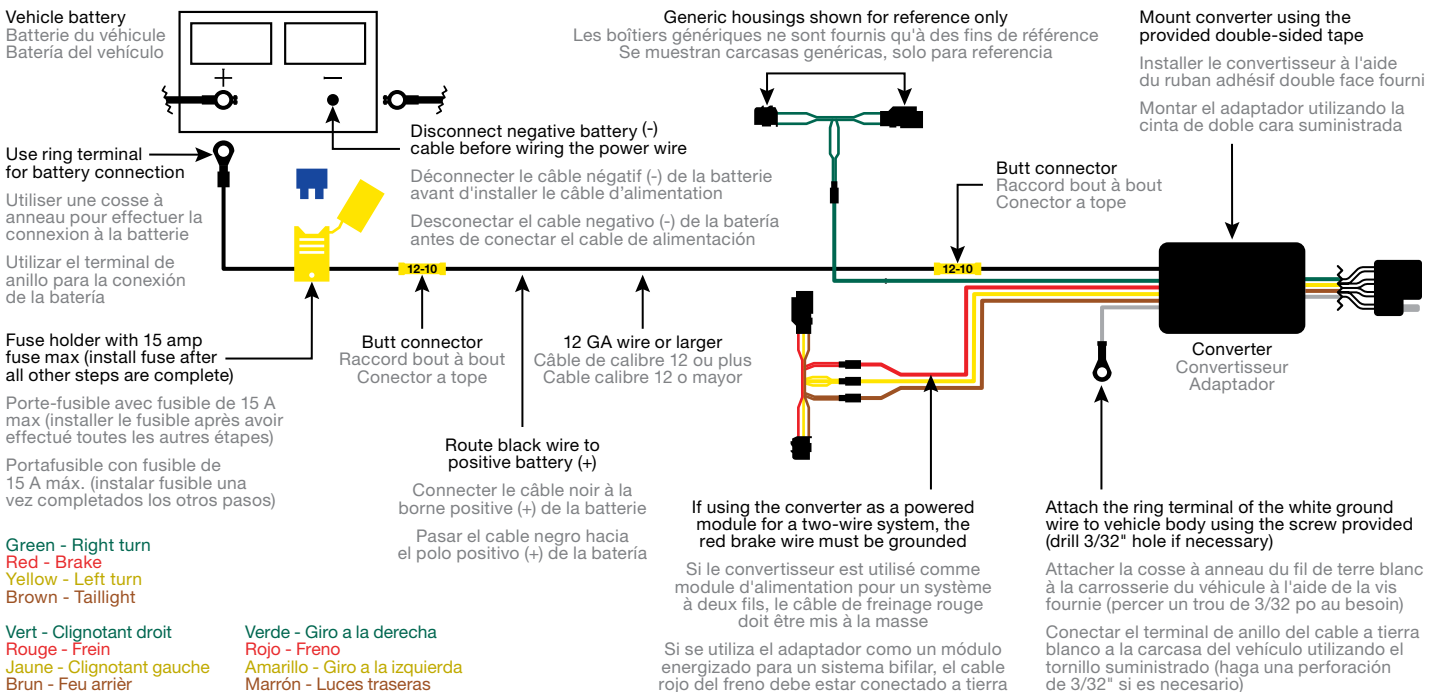 Vehicle battery
Batterie du véhicule
Batería del vehículo
+
−
Use ring terminal
for battery connection
Utiliser une cosse à
anneau pour effectuer la
connexion à la batterie
Utilizar el terminal de
anillo para la conexión
de la batería
Fuse holder with 15 amp
fuse max (install fuse after
all other steps are complete)
Porte-fusible avec fusible de 15 A
max (installer le fusible après avoir
effectué toutes les autres étapes)
Portafusible con fusible de
15 A máx. (instalar fusible una
vez completados los otros pasos)
Disconnect negative battery (-)
cable before wiring the power wire
Déconnecter le câble négatif (-) de la batterie
avant d'installer le câble d’alimentation
Desconectar el cable negativo (-) de la batería
antes de conectar el cable de alimentación
12-10
Butt connector
Raccord bout à bout
Conector a tope
12 GA wire or larger
Câble de calibre 12 ou plus
Cable calibre 12 o mayor
Route black wire to
positive battery (+)
Connecter le câble noir à la
borne positive (+) de la batterie
Pasar el cable negro hacia
el polo positivo (+) de la batería
Generic housings shown for reference only
Les boîtiers génériques ne sont fournis qu'à des fins de référence
Se muestran carcasas genéricas, solo para referencia
Butt connector
Raccord bout à bout
Conector a tope
12-10
Mount converter using the
provided double-sided tape
Installer le convertisseur à l'aide
du ruban adhésif double face fourni
Montar el adaptador utilizando la
cinta de doble cara suministrada
Converter
Convertisseur
Adaptador
If using the converter as a powered
module for a two-wire system, the
red brake wire must be grounded
Si le convertisseur est utilisé comme
module d'alimentation pour un système
à deux fils, le câble de freinage rouge
doit être mis à la masse
Si se utiliza el adaptador como un módulo
energizado para un sistema bifilar, el cable
rojo del freno debe estar conectado a tierra
Attach the ring terminal of the white ground
wire to vehicle body using the screw provided
(drill 3/32" hole if necessary)
Attacher la cosse à anneau du fil de terre blanc
à la carrosserie du véhicule à l'aide de la vis
fournie (percer un trou de 3/32 po au besoin)
Conectar el terminal de anillo del cable a tierra
blanco a la carcasa del vehículo utilizando el
tornillo suministrado (haga una perforación
de 3/32" si es necesario)
Green - Right turn
Red - Brake
Yellow - Left turn
Brown - Taillight
Vert - Clignotant droit
Rouge - Frein
Jaune - Clignotant gauche
Brun - Feu arrièr
Verde - Giro a la derecha
Rojo - Freno
Amarillo - Giro a la izquierda
Marrón - Luces traseras